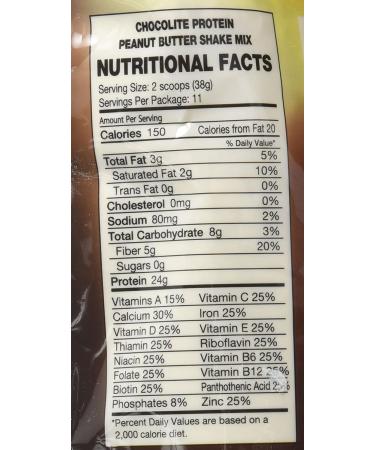 CHOCOLITE PROTEIN
PEANUT BUTTER SHAKE MIX
NUTRITIONAL FACTS
Serving Size: 2 scoops (38g)
Servings Per Package: 11
Amount Per Serving
Calories 150 Calories from Fat 20
% Daily Value*
Total Fat 3g 5%
Saturated Fat 2g 10%
Trans Fat 0g 0%
Cholesterol 0mg 0%
Sodium 80mg 2%
Total Carbohydrate 8g 3%
Fiber 5g 20%
Sugars 0g
Protein 24g
Vitamins A 15% Vitamin C 25%
Calcium 30% Iron 25%
Vitamin D 25% Vitamin E 25%
Thiamin 25% Riboflavin 25%
Niacin 25% Vitamin B6 25%
Folate 25% Vitamin B12 25%
Biotin 25% Panthothenic Acid 25%
Phosphates 8% Zinc 25%
*Percent Daily Values are based on a
2,000 calorie diet.